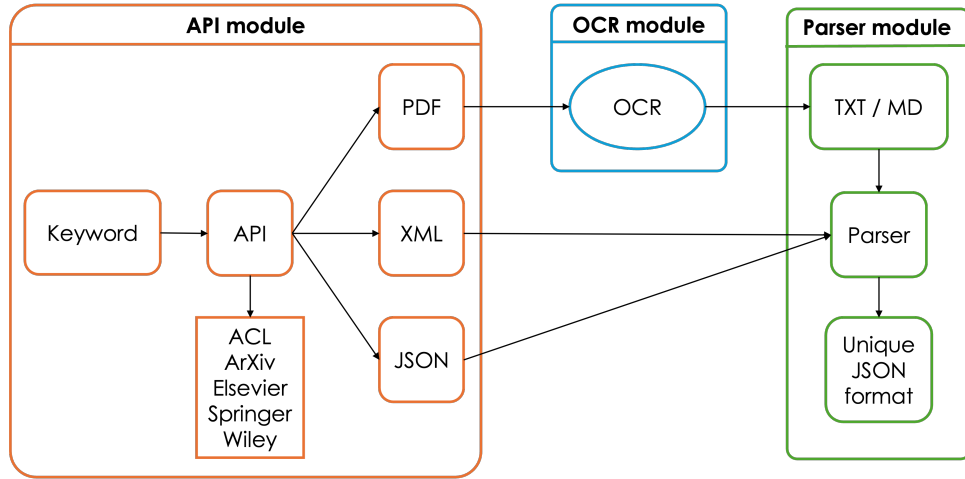 API module
OCR module
Parser module
PDF
OCR
TXT / MD
Keyword
API
XML
Parser
ACL
ArXiv
Elsevier
Springer
Wiley
JSON
Unique
JSON
format